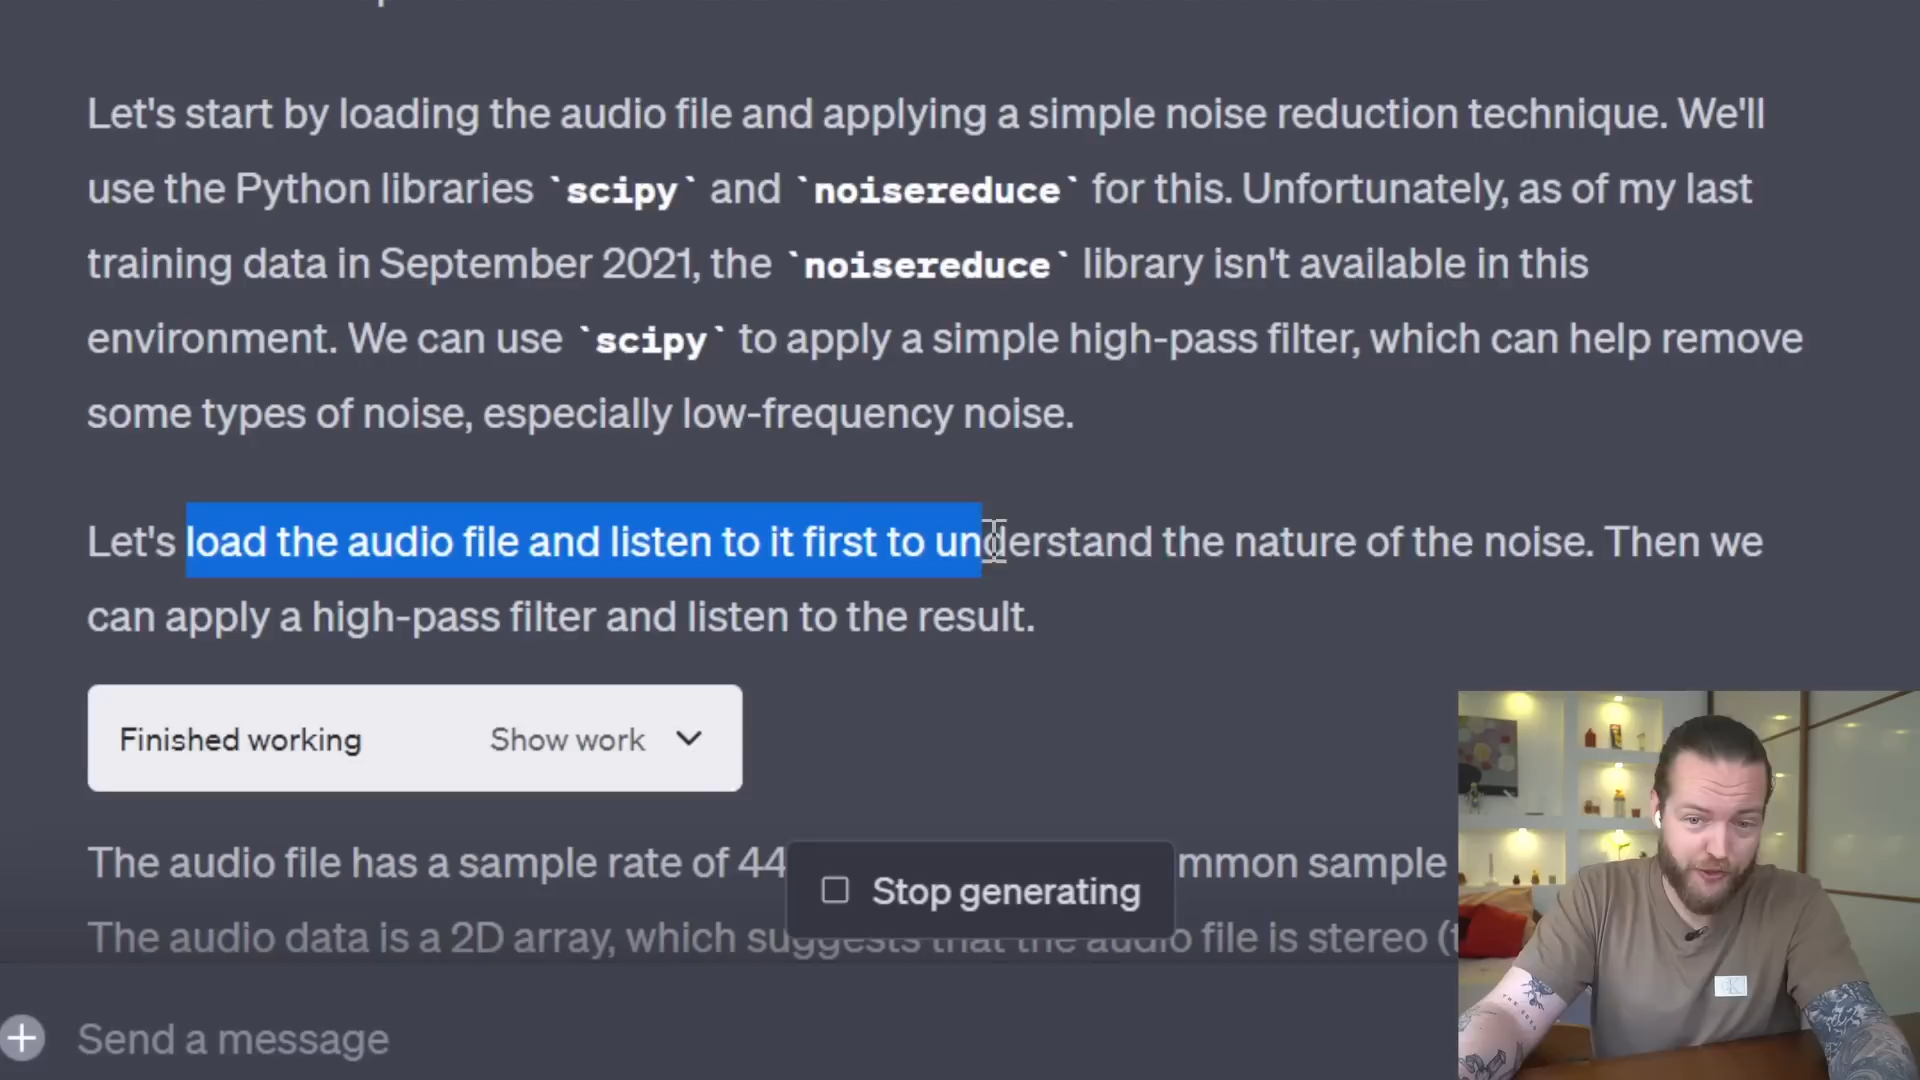 Let's start by loading the audio file and applying a simple noise reduction technique. We'll
use the Python libraries `scipy` and `noisereduce` for this. Unfortunately, as of my last
training data in September 2021, the `noisereduce` library isn't available in this
environment. We can use `scipy` to apply a simple high-pass filter, which can help remove
some types of noise, especially low-frequency noise.
Let's load the audio file and listen to it first to understand the nature of the noise. Then we
can apply a high-pass filter and listen to the result.
Finished working Show work
The audio file has a sample rate of 44 mmon sample
Stop generating
The audio data is a 2D array, which suggests that the audio file is stereo (t
Send a message